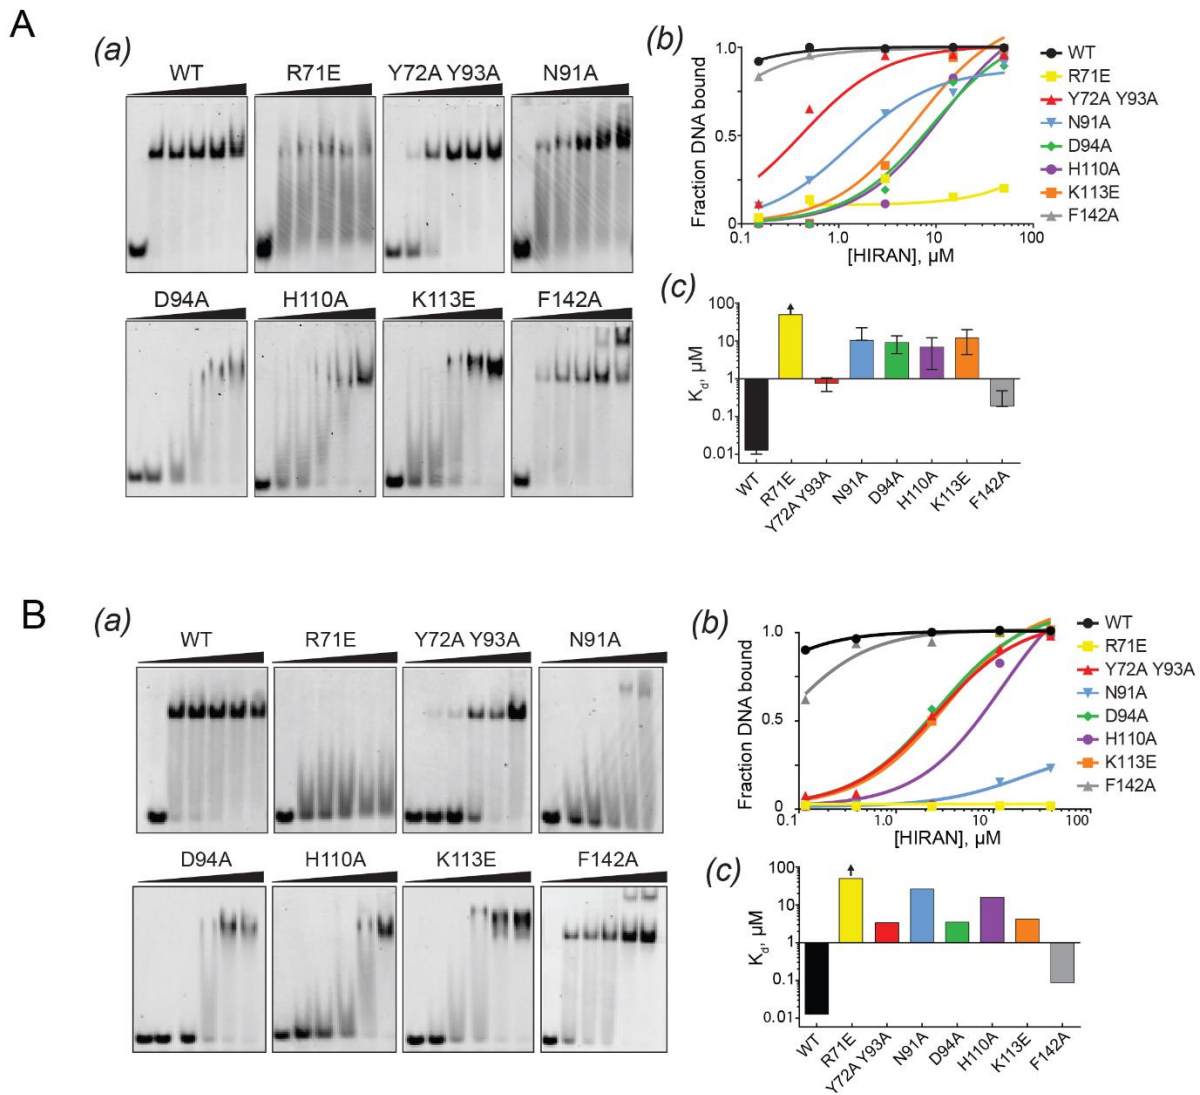 A
(a)
WT R71E Y72A Y93A N91A
D94A H110A K113E F142A
(b)
Fraction DNA bound
1.0
0.5
0
0.1 1.0 10 100
[HIRAN], µM
WT
R71E
Y72A Y93A
N91A
D94A
H110A
K113E
F142A
(c)
K_d, µM
100
10
1
0.1
0.01
WT
R71E
Y72A Y93A
N91A
D94A
H110A
K113E
F142A
B
(a)
WT R71E Y72A Y93A N91A
D94A H110A K113E F142A
(b)
Fraction DNA bound
1.0
0.5
0
0.1 1.0 10 100
[HIRAN], µM
WT
R71E
Y72A Y93A
N91A
D94A
H110A
K113E
F142A
(c)
K_d, µM
100
10
1
0.1
0.01
WT
R71E
Y72A Y93A
N91A
D94A
H110A
K113E
F142A